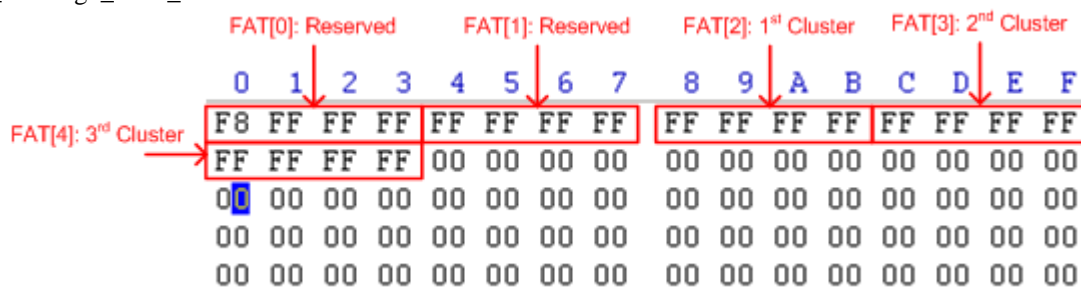 FAT[0]: Reserved FAT[1]: Reserved FAT[2]: 1st Cluster FAT[3]: 2nd Cluster
0 1 2 3 4 5 6 7 8 9 A B C D E F
F8 FF FF FF FF FF FF FF FF FF FF FF FF FF FF FF
FAT[4]: 3rd Cluster
FF FF FF FF 00 00 00 00 00 00 00 00 00 00 00 00
00 00 00 00 00 00 00 00 00 00 00 00 00 00 00 00
00 00 00 00 00 00 00 00 00 00 00 00 00 00 00 00
00 00 00 00 00 00 00 00 00 00 00 00 00 00 00 00